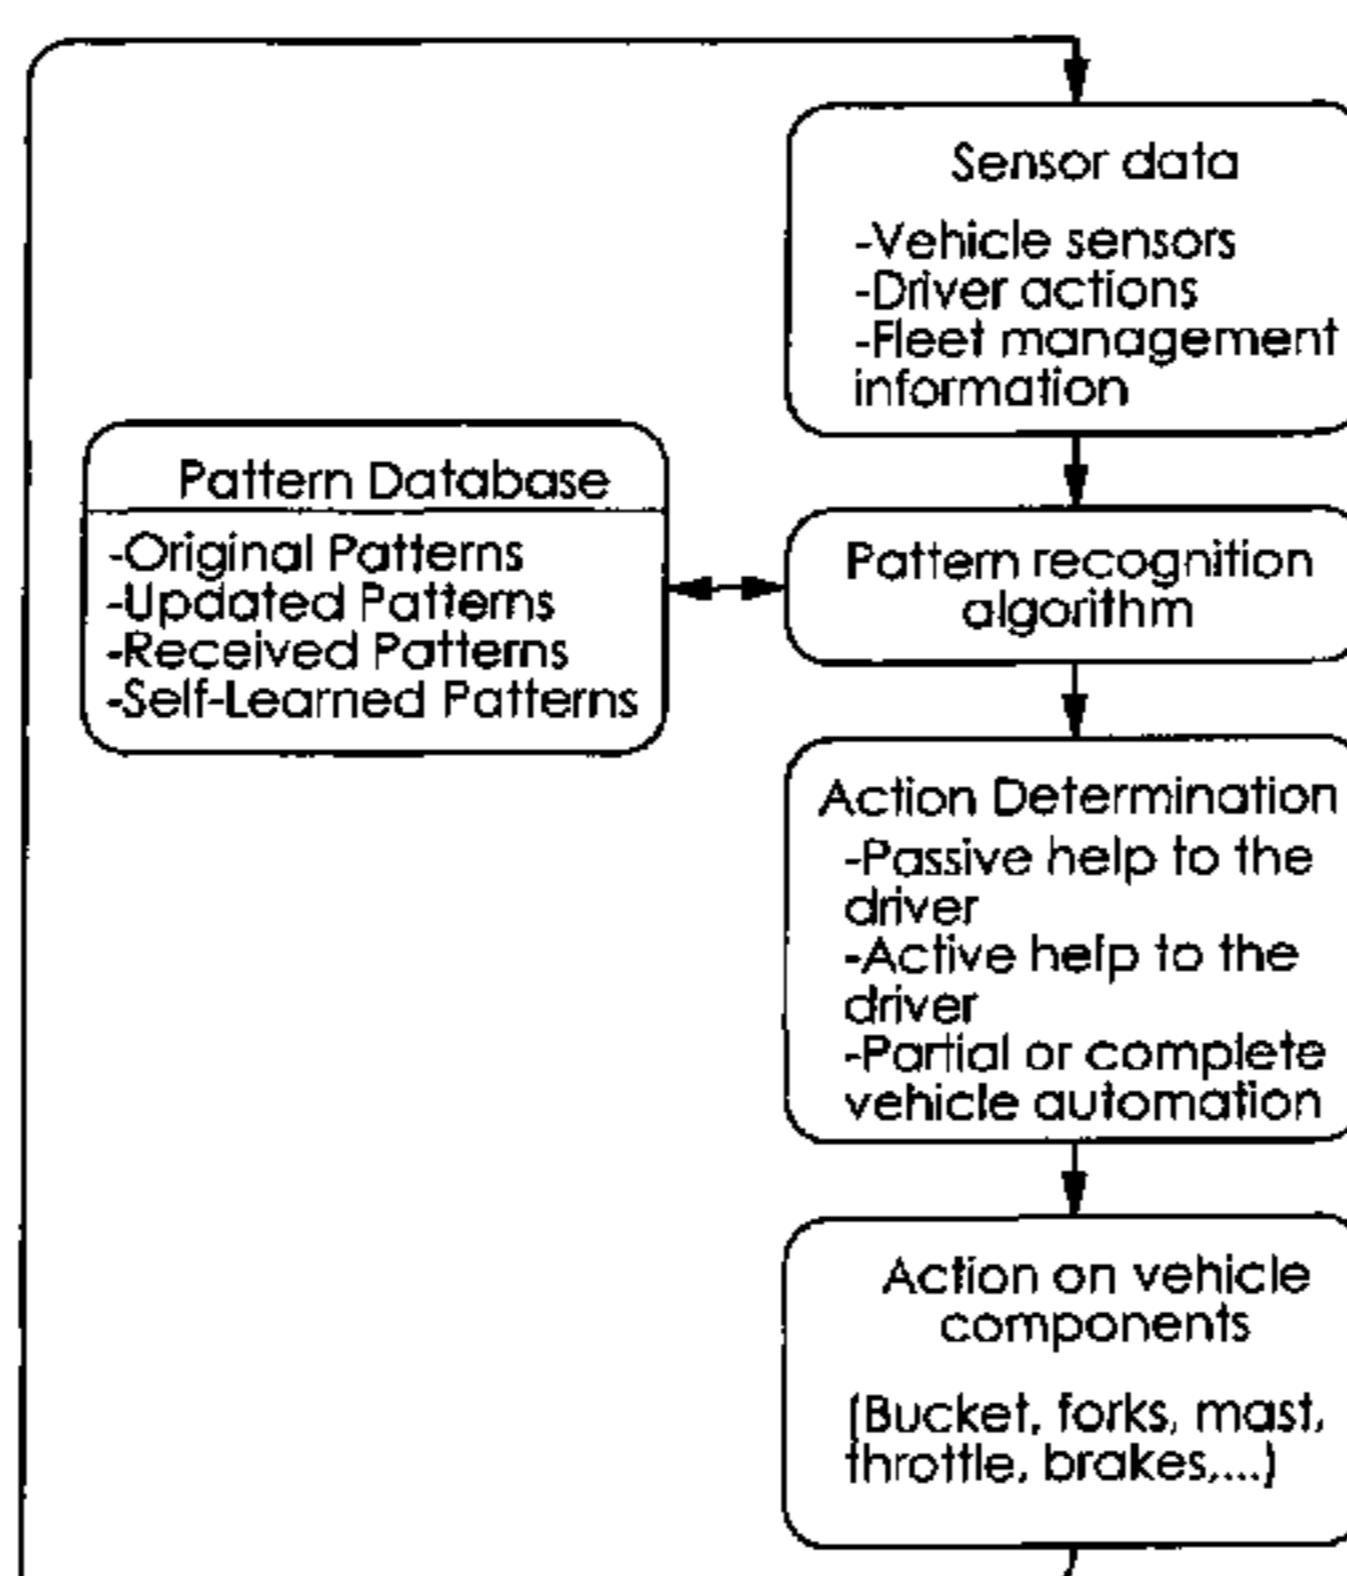 Sensor data
-Vehicle sensors
-Driver actions
-Fleet management
information
Pattern Database
-Original Patterns
-Updated Patterns
-Received Patterns
-Self-Learned Patterns
Pattern recognition
algorithm
Action Determination
-Passive help to the
driver
-Active help to the
driver
-Partial or complete
vehicle automation
Action on vehicle
components
(Bucket, forks, mast,
throttle, brakes,...)